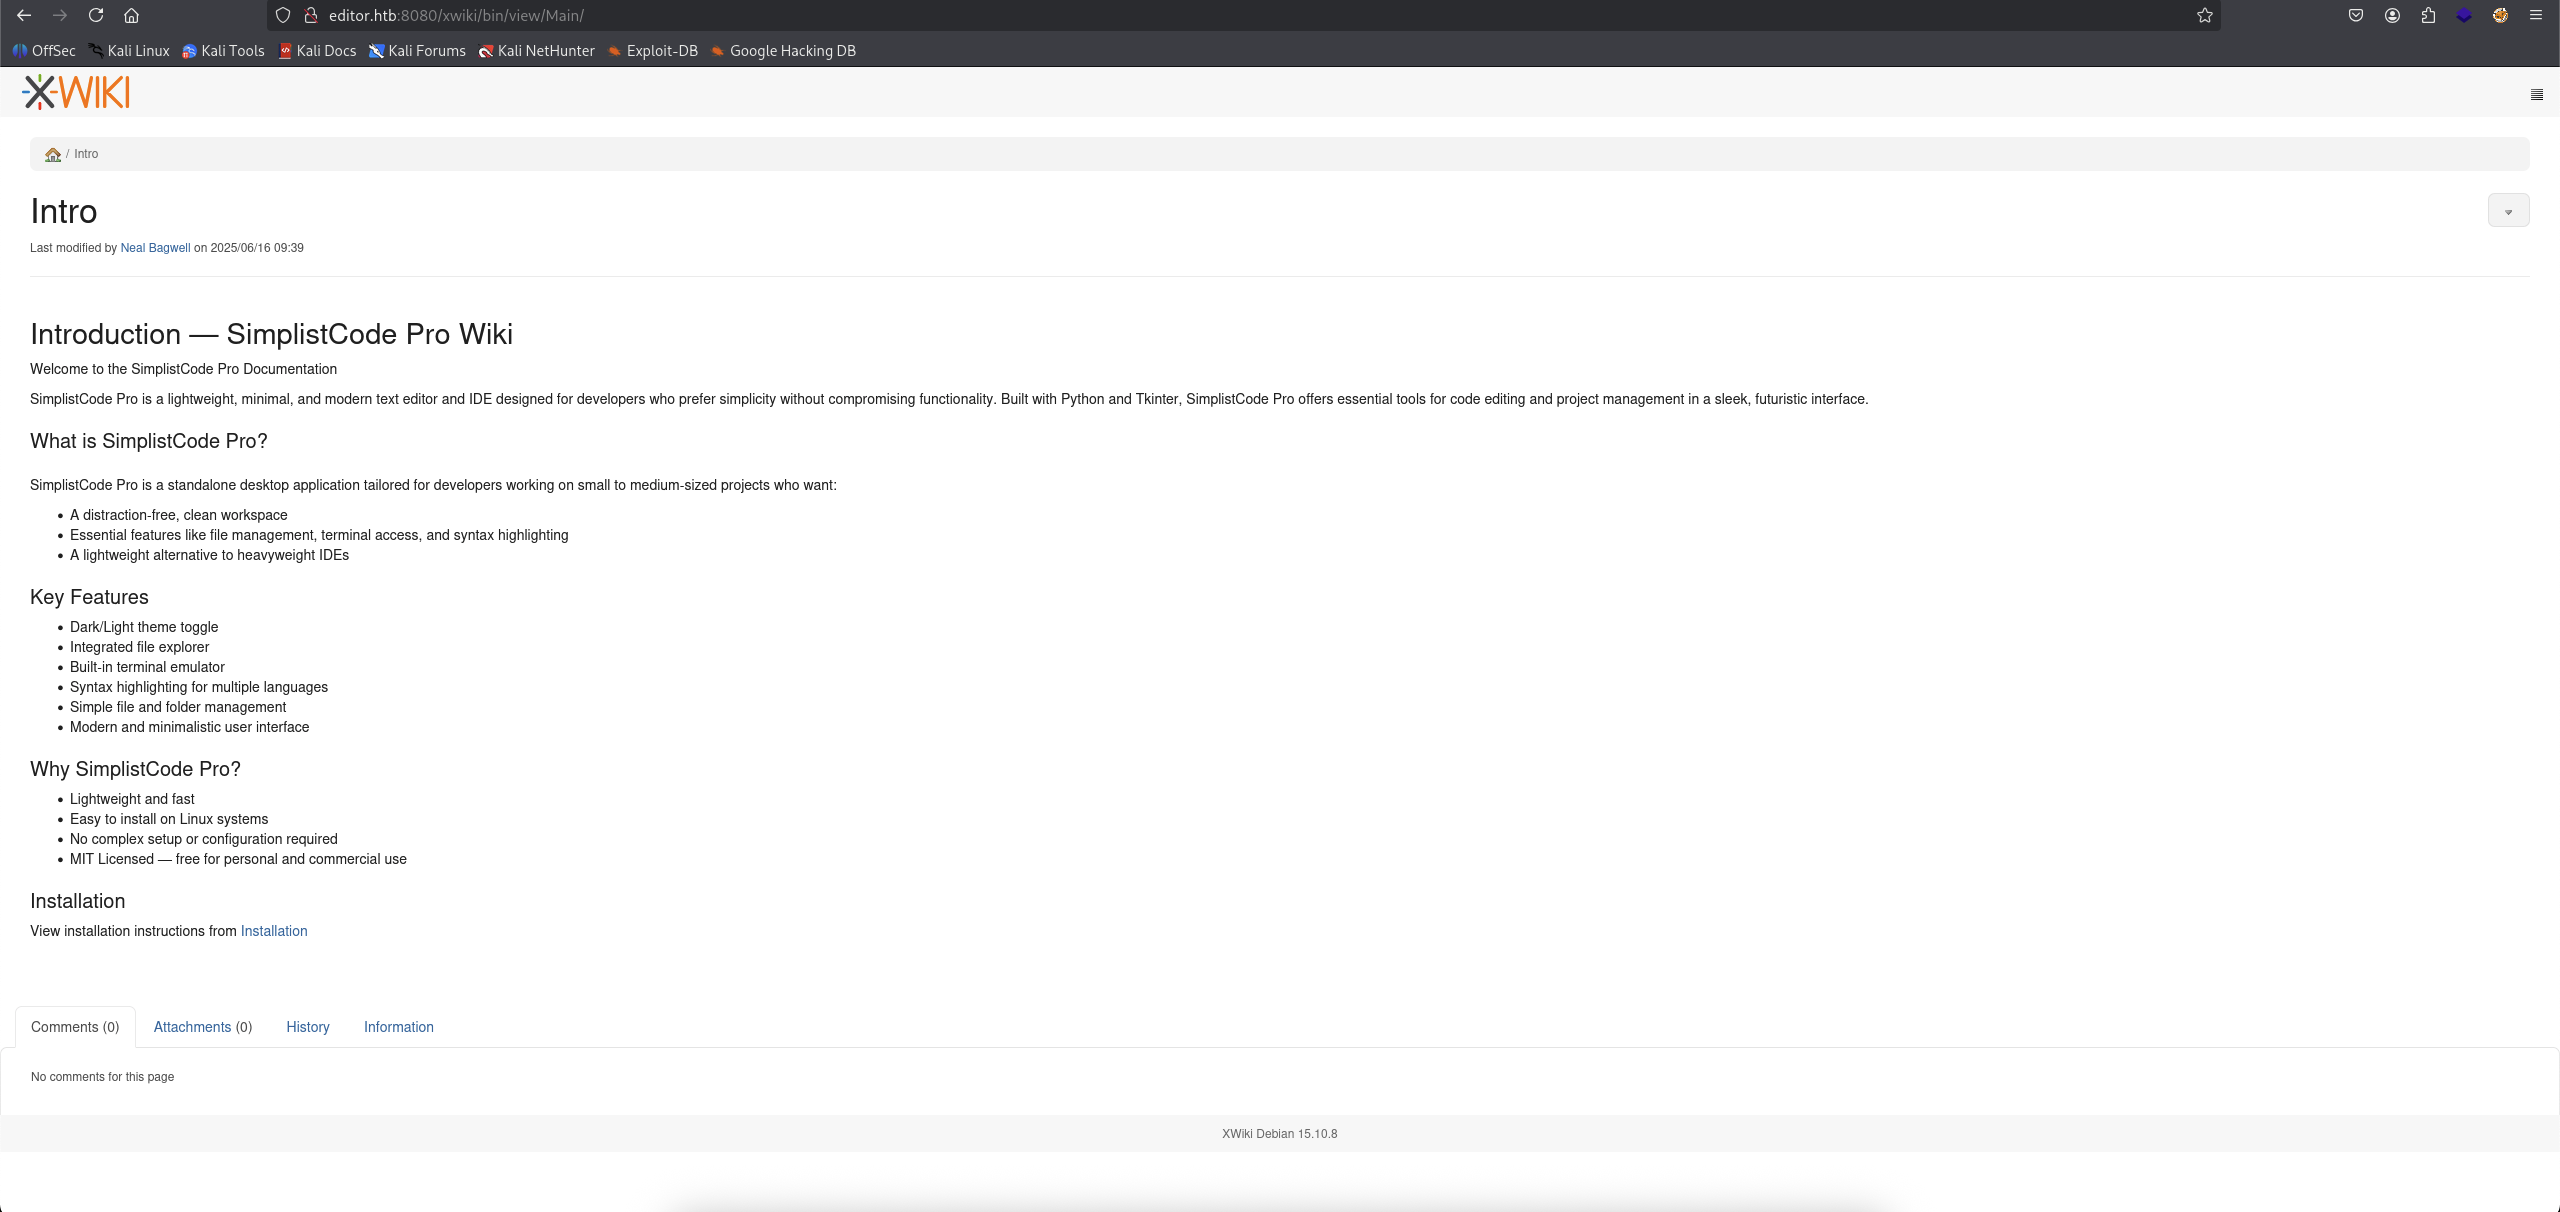 editor.htb:8080/xwiki/bin/view/Main/
OffSec Kali Linux Kali Tools Kali Docs Kali Forums Kali NetHunter Exploit-DB Google Hacking DB
XWIKI
/ Intro
Intro
Last modified by Neal Bagwell on 2025/06/16 09:39
Introduction — SimplistCode Pro Wiki
Welcome to the SimplistCode Pro Documentation
SimplistCode Pro is a lightweight, minimal, and modern text editor and IDE designed for developers who prefer simplicity without compromising functionality. Built with Python and Tkinter, SimplistCode Pro offers essential tools for code editing and project management in a sleek, futuristic interface.
What is SimplistCode Pro?
SimplistCode Pro is a standalone desktop application tailored for developers working on small to medium-sized projects who want:
• A distraction-free, clean workspace
• Essential features like file management, terminal access, and syntax highlighting
• A lightweight alternative to heavyweight IDEs
Key Features
• Dark/Light theme toggle
• Integrated file explorer
• Built-in terminal emulator
• Syntax highlighting for multiple languages
• Simple file and folder management
• Modern and minimalistic user interface
Why SimplistCode Pro?
• Lightweight and fast
• Easy to install on Linux systems
• No complex setup or configuration required
• MIT Licensed — free for personal and commercial use
Installation
View installation instructions from Installation
Comments (0) Attachments (0) History Information
No comments for this page
XWiki Debian 15.10.8